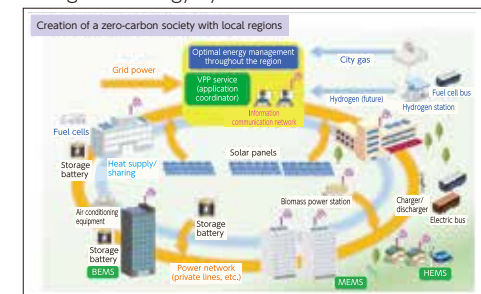 Creation of a zero-carbon society with local regions
Optimal energy management
throughout the region
City gas
Grid power
VPP service
(application
coordinator)
Information
communication network
Hydrogen (future)
Fuel cell bus
Hydrogen station
Fuel cells
Solar panels
Storage
battery
Heat supply/
sharing
Biomass power station
Charger/
discharger
Electric bus
Air conditioning
equipment
Storage
battery
Storage
battery
BEMS
Power network
(private lines, etc.)
MEMS
HEMS